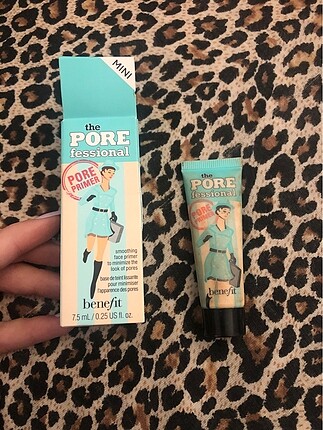 MINI
the
PORE
fessional
PORE
PRIMER
smoothing
face primer
to minimize the
look of pores
base de teint lissante
pour minimiser
l'apparence des pores
benefit
7.5 mL / 0.25 US fl. oz.
the
PORE
fessional
PORE
PRIMER
benefit